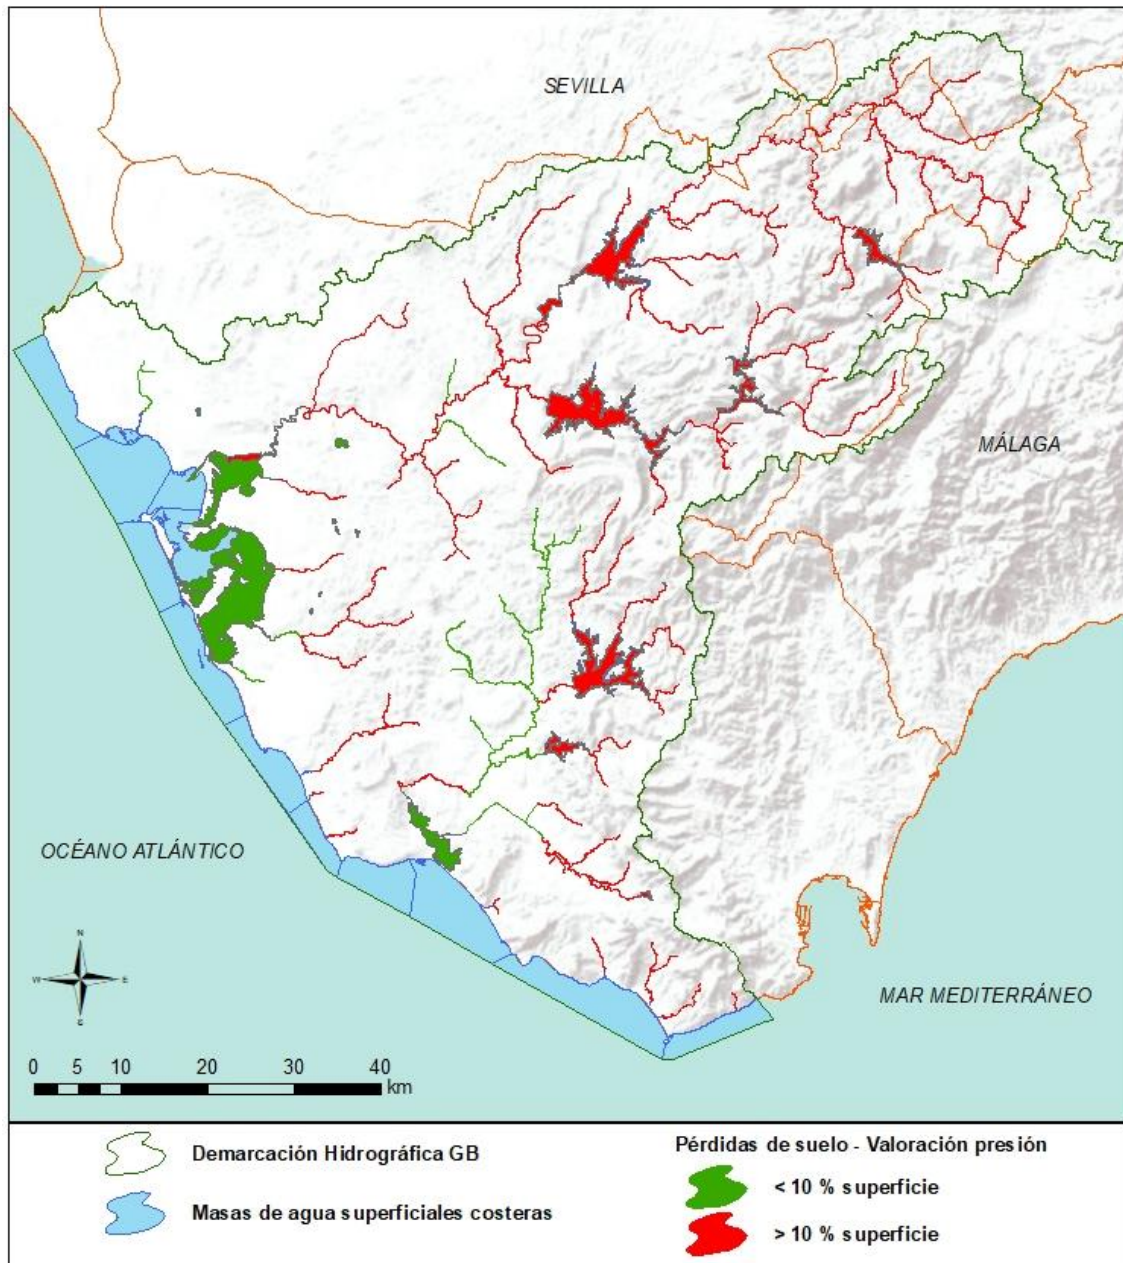 SEVILLA
MÁLAGA
OCÉANO ATLÁNTICO
MAR MEDITERRÁNEO
N
W
E
S
0 5 10 20 30 40
km
Demarcación Hidrográfica GB
Masas de agua superficiales costeras
Pérdidas de suelo - Valoración presión
< 10 % superficie
> 10 % superficie